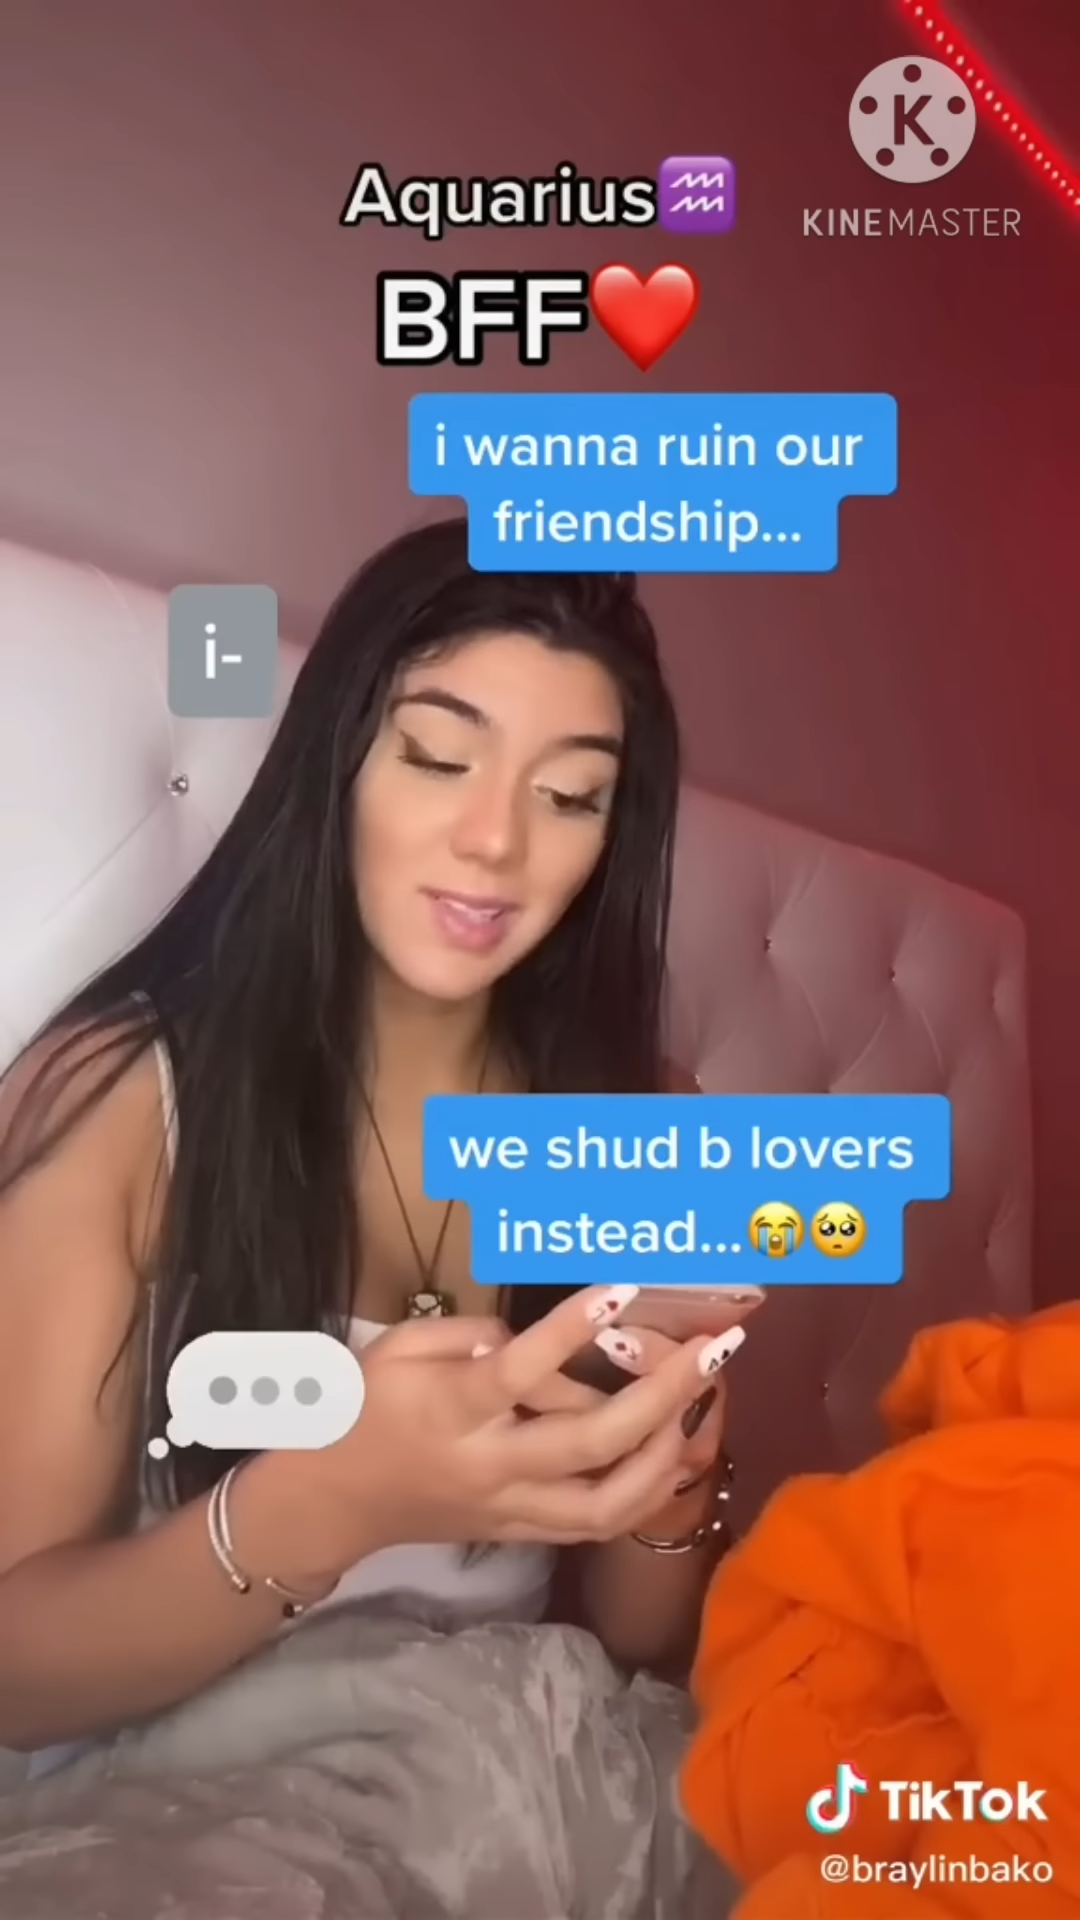 K
KINEMASTER
Aquarius♒
BFF❤️
i wanna ruin our
friendship...
i-
we shud b lovers
instead...😭🥺
TikTok
@braylinbako